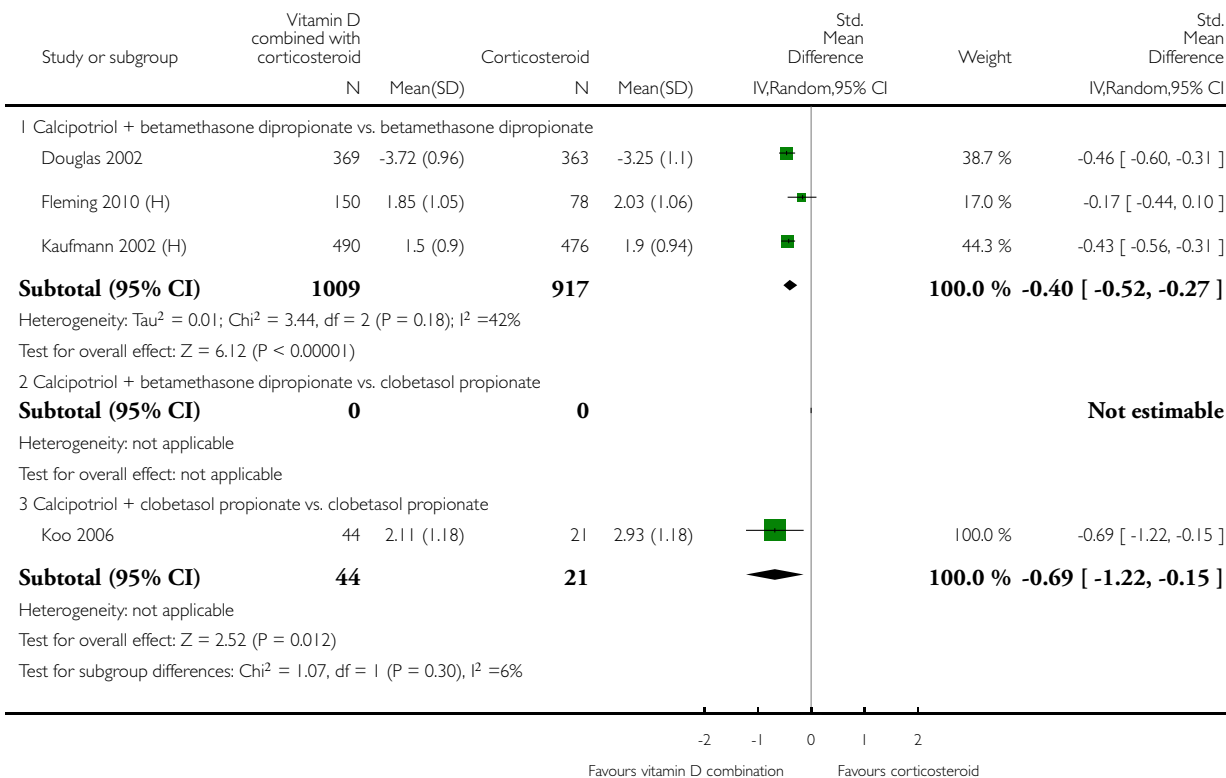 Study or subgroup Vitamin D combined with corticosteroid Corticosteroid Std. Mean Difference Weight Std. Mean Difference
N Mean(SD) N Mean(SD) IV,Random,95% CI IV,Random,95% CI
1 Calcipotriol + betamethasone dipropionate vs. betamethasone dipropionate
Douglas 2002 369 -3.72 (0.96) 363 -3.25 (1.1) 38.7 % -0.46 [ -0.60, -0.31 ]
Fleming 2010 (H) 150 1.85 (1.05) 78 2.03 (1.06) 17.0 % -0.17 [ -0.44, 0.10 ]
Kaufmann 2002 (H) 490 1.5 (0.9) 476 1.9 (0.94) 44.3 % -0.43 [ -0.56, -0.31 ]
Subtotal (95% CI) 1009 917 100.0 % -0.40 [ -0.52, -0.27 ]
Heterogeneity: Tau² = 0.01; Chi² = 3.44, df = 2 (P = 0.18); I² =42%
Test for overall effect: Z = 6.12 (P < 0.00001)
2 Calcipotriol + betamethasone dipropionate vs. clobetasol propionate
Subtotal (95% CI) 0 0 Not estimable
Heterogeneity: not applicable
Test for overall effect: not applicable
3 Calcipotriol + clobetasol propionate vs. clobetasol propionate
Koo 2006 44 2.11 (1.18) 21 2.93 (1.18) 100.0 % -0.69 [ -1.22, -0.15 ]
Subtotal (95% CI) 44 21 100.0 % -0.69 [ -1.22, -0.15 ]
Heterogeneity: not applicable
Test for overall effect: Z = 2.52 (P = 0.012)
Test for subgroup differences: Chi² = 1.07, df = 1 (P = 0.30), I² =6%
-2 -1 0 1 2
Favours vitamin D combination Favours corticosteroid